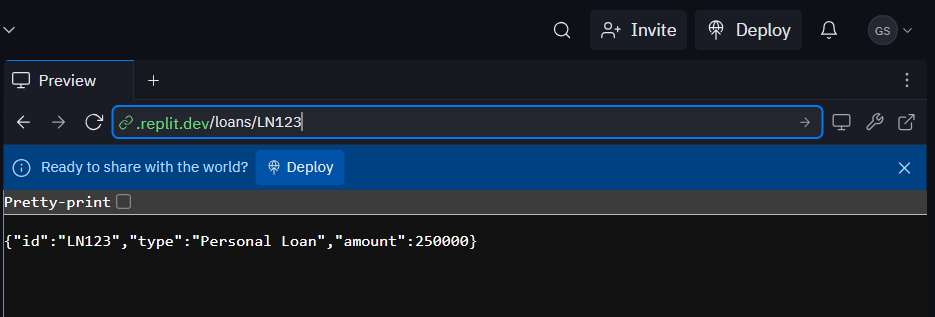 Invite Deploy GS
Preview
.replit.dev/loans/LN123
Ready to share with the world? Deploy
Pretty-print
{"id":"LN123","type":"Personal Loan","amount":250000}